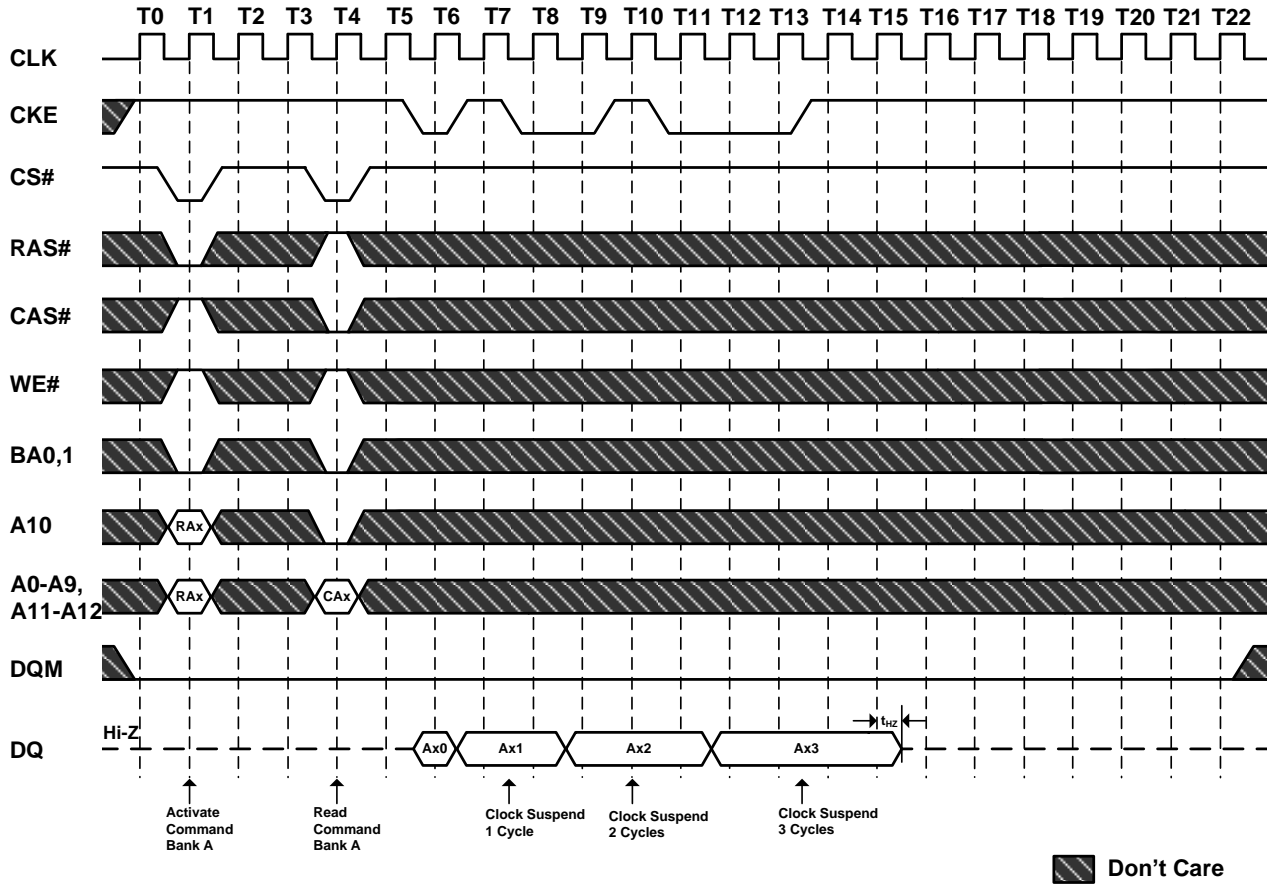 T0 T1 T2 T3 T4 T5 T6 T7 T8 T9 T10 T11 T12 T13 T14 T15 T16 T17 T18 T19 T20 T21 T22
CLK
CKE
CS#
RAS#
CAS#
WE#
BA0,1
A10 RAx
A0-A9,
A11-A12 RAx CAx
DQM
Hi-Z tHZ
DQ Ax0 Ax1 Ax2 Ax3
Activate
Command
Bank A
Read
Command
Bank A
Clock Suspend
1 Cycle
Clock Suspend
2 Cycles
Clock Suspend
3 Cycles
Don't Care